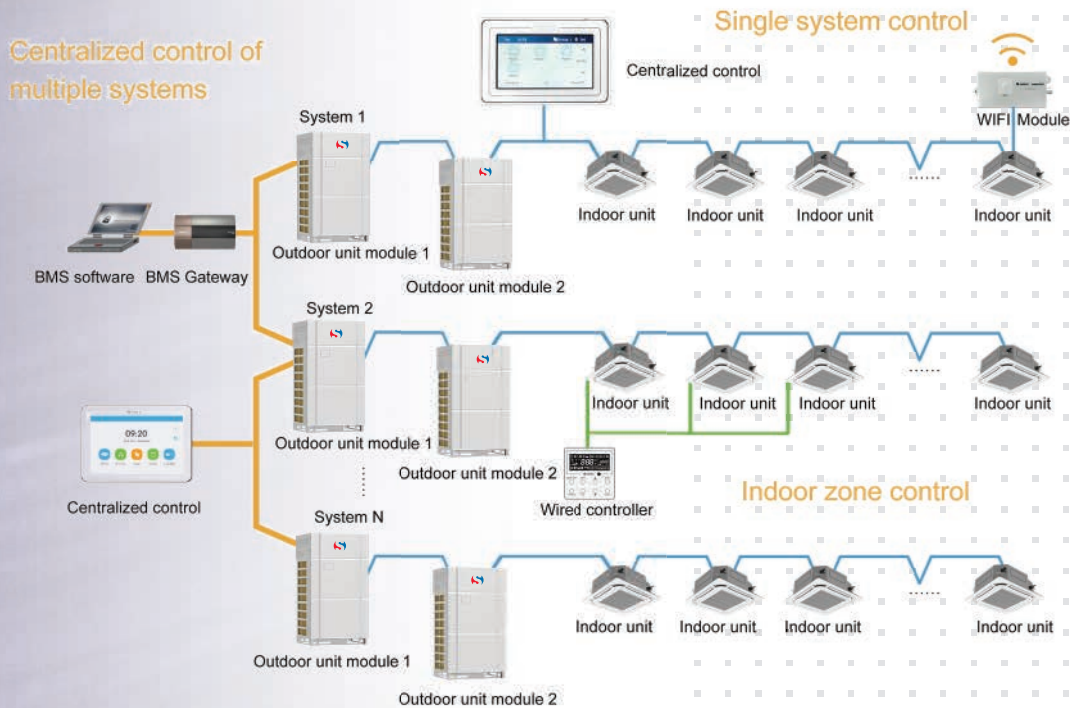 Centralized control of
multiple systems
Single system control
Centralized control
WIFI Module
System 1
Indoor unit
Indoor unit
Indoor unit
......
Indoor unit
Outdoor unit module 1
Outdoor unit module 2
BMS software
BMS Gateway
System 2
Indoor unit
Indoor unit
Indoor unit
......
Indoor unit
Outdoor unit module 1
Outdoor unit module 2
09:20
Centralized control
Wired controller
Indoor zone control
System N
Indoor unit
Indoor unit
Indoor unit
......
Indoor unit
Outdoor unit module 1
Outdoor unit module 2